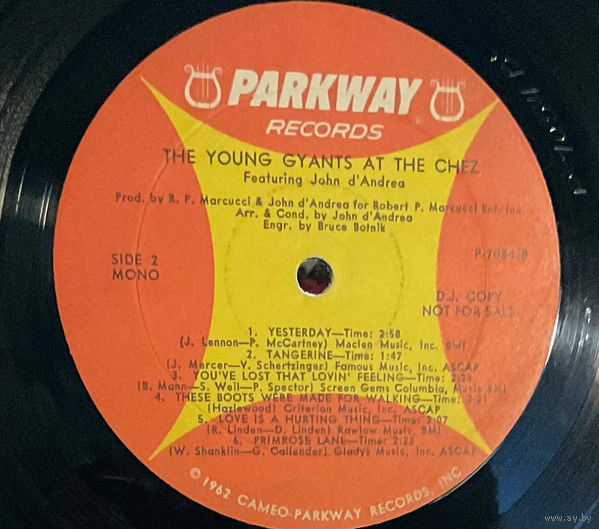 PARKWAY
RECORDS
THE YOUNG GYANTS AT THE CHEZ
Featuring John d'Andrea
Prod. by R. P. Marcucci & John d'Andrea for Robert P. Marcucci Ent. Inc.
Arr. & Cond. by John d'Andrea
Engr. by Bruce Botnik
SIDE 2
MONO
D.J. COPY
NOT FOR SALE
1. YESTERDAY—Time: 2:58
(J. Lennon—P. McCartney) Maclen Music, Inc. BMI
2. TANGERINE—Time: 1:47
(J. Mercer—V. Schertzinger) Famous Music, Inc. ASCAP
3. YOU'VE LOST THAT LOVIN' FEELING—Time:
(B. Mann—S. Weil—P. Spector) Screen Gems Columbia, Music BMI
4. THESE BOOTS WERE MADE FOR WALKING—Time: 2:31
(Hazlewood) Criterion Music, Inc. ASCAP
5. LOVE IS A HURTING THING—Time: 2:07
(R. Linden—D. Linden) Rawlow Music, BMI
6. PRIMROSE LANE—Time: 2:23
(W. Shanklin—G. Callender) Gladys Music, Inc. ASCAP
© 1962 CAMEO-PARKWAY RECORDS, INC.
www.ay.by